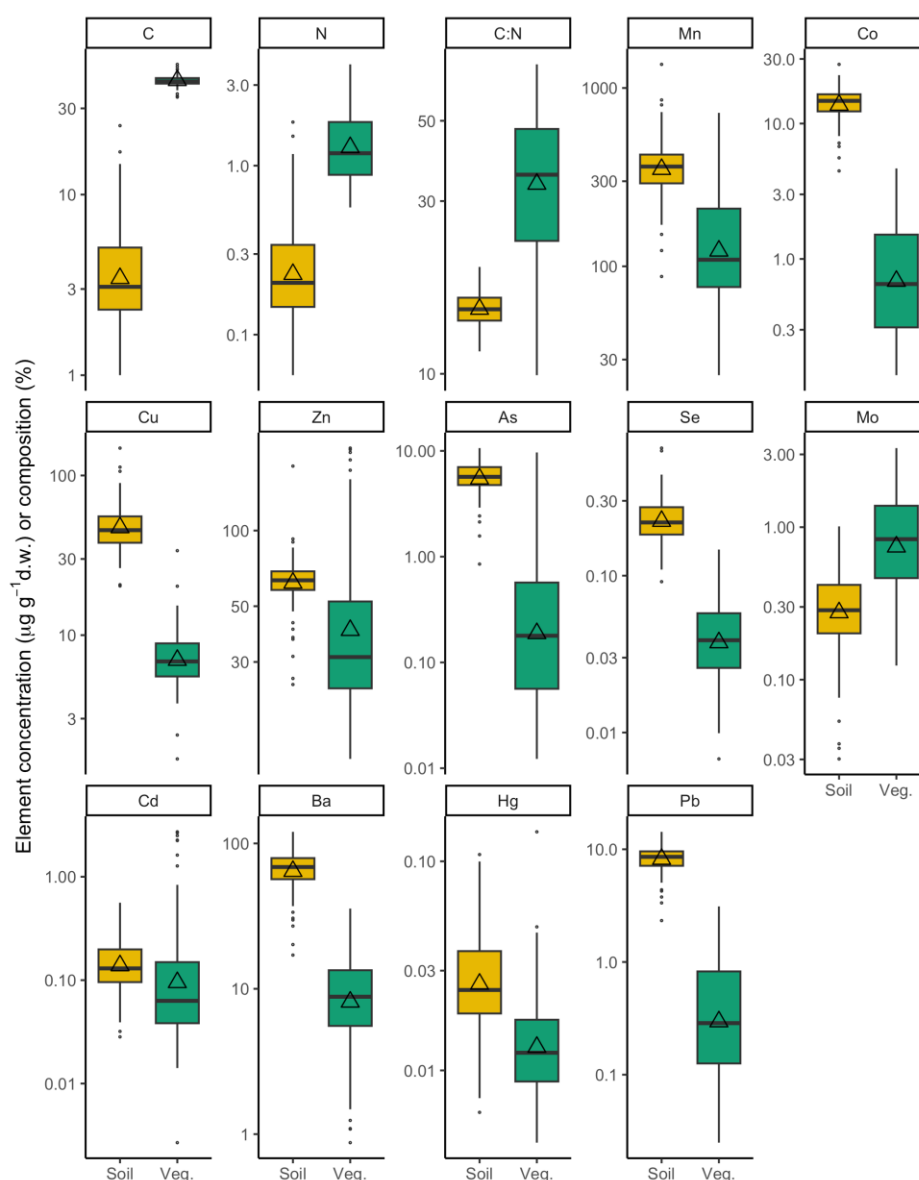 C N C:N Mn Co
30 10 3 1
3.0 1.0 0.3 0.1
50 30 10
1000 300 100 30
30.0 10.0 3.0 1.0 0.3
Element concentration (µg g⁻¹d.w.) or composition (%)
Cu Zn As Se Mo
100 30 10 3
100 50 30
10.00 1.00 0.10 0.01
0.30 0.10 0.03 0.01
3.00 1.00 0.30 0.10 0.03
Soil Veg.
Cd Ba Hg Pb
1.00 0.10 0.01
100 10 1
0.10 0.03 0.01
10.0 1.0 0.1
Soil Veg. Soil Veg. Soil Veg. Soil Veg.